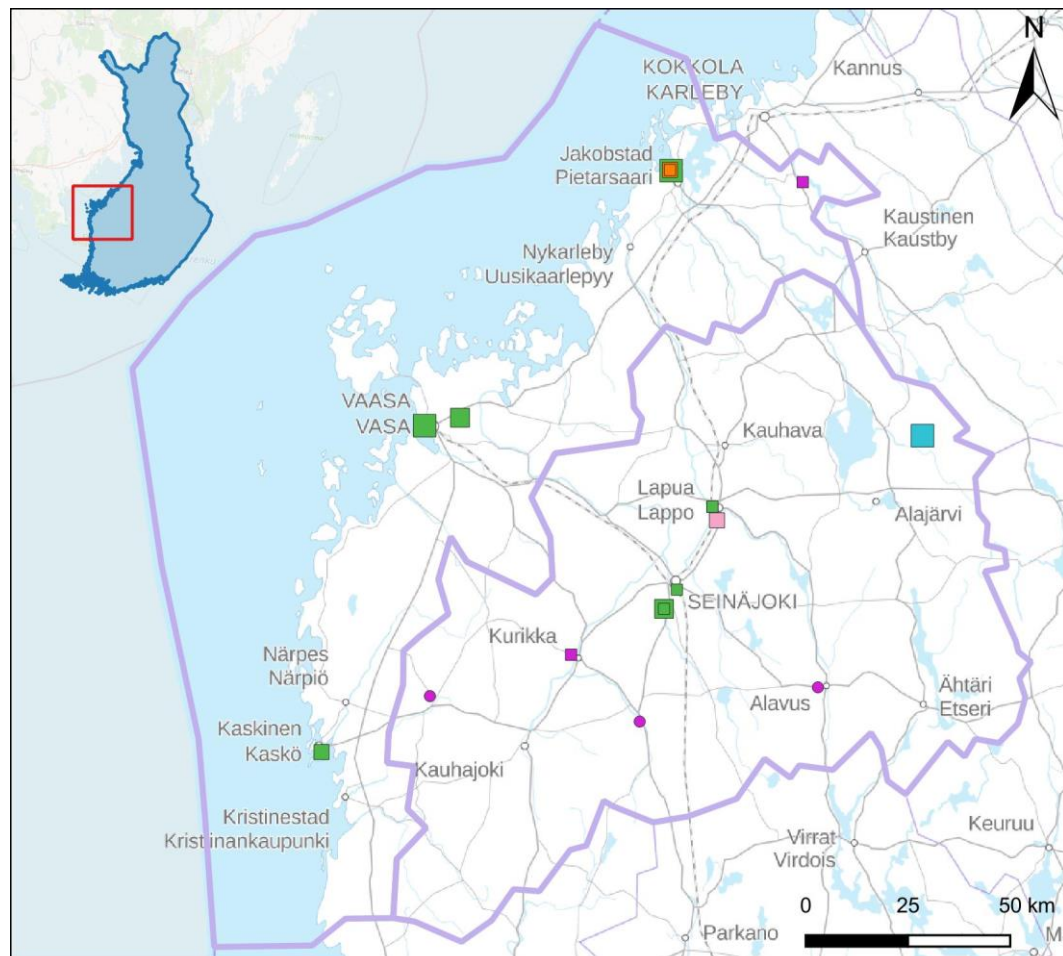 N
KOKKOLA
KARLEBY
Kannus
Jakobstad
Pietarsaari
Kaustinen
Kaustby
Nykarleby
Uusikaarlepyy
VAASA
VASA
Kauhava
Lapua
Lappo
Alajärvi
SEINÄJOKI
Kurikka
Närpes
Närpiö
Alavus
Ähtäri
Etseri
Kaskinen
Kaskö
Kauhajoki
Kristinestad
Kristiinankaupunki
Virrat
Virdois
Keuruu
0 25 50 km
Parkano
M